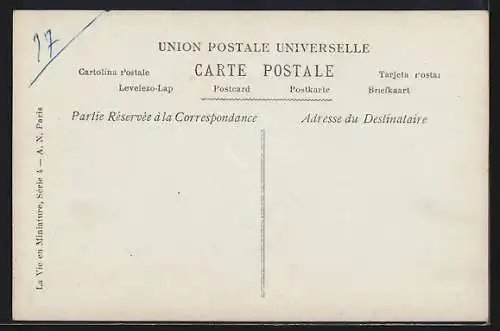 17
UNION POSTALE UNIVERSELLE
CARTE POSTALE
Cartolina Postale
Tarjeta Postal
Levelezo-Lap
Postcard
Postkarte
Briefkaart
Partie Réservée à la Correspondance
Adresse du Destinataire
La Vie en Miniature, Série 4 — A. N. Paris